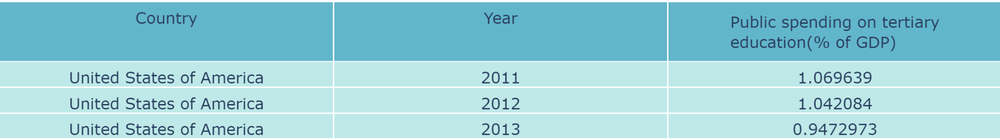 Country Year Public spending on tertiary
education(% of GDP)
United States of America 2011 1.069639
United States of America 2012 1.042084
United States of America 2013 0.9472973